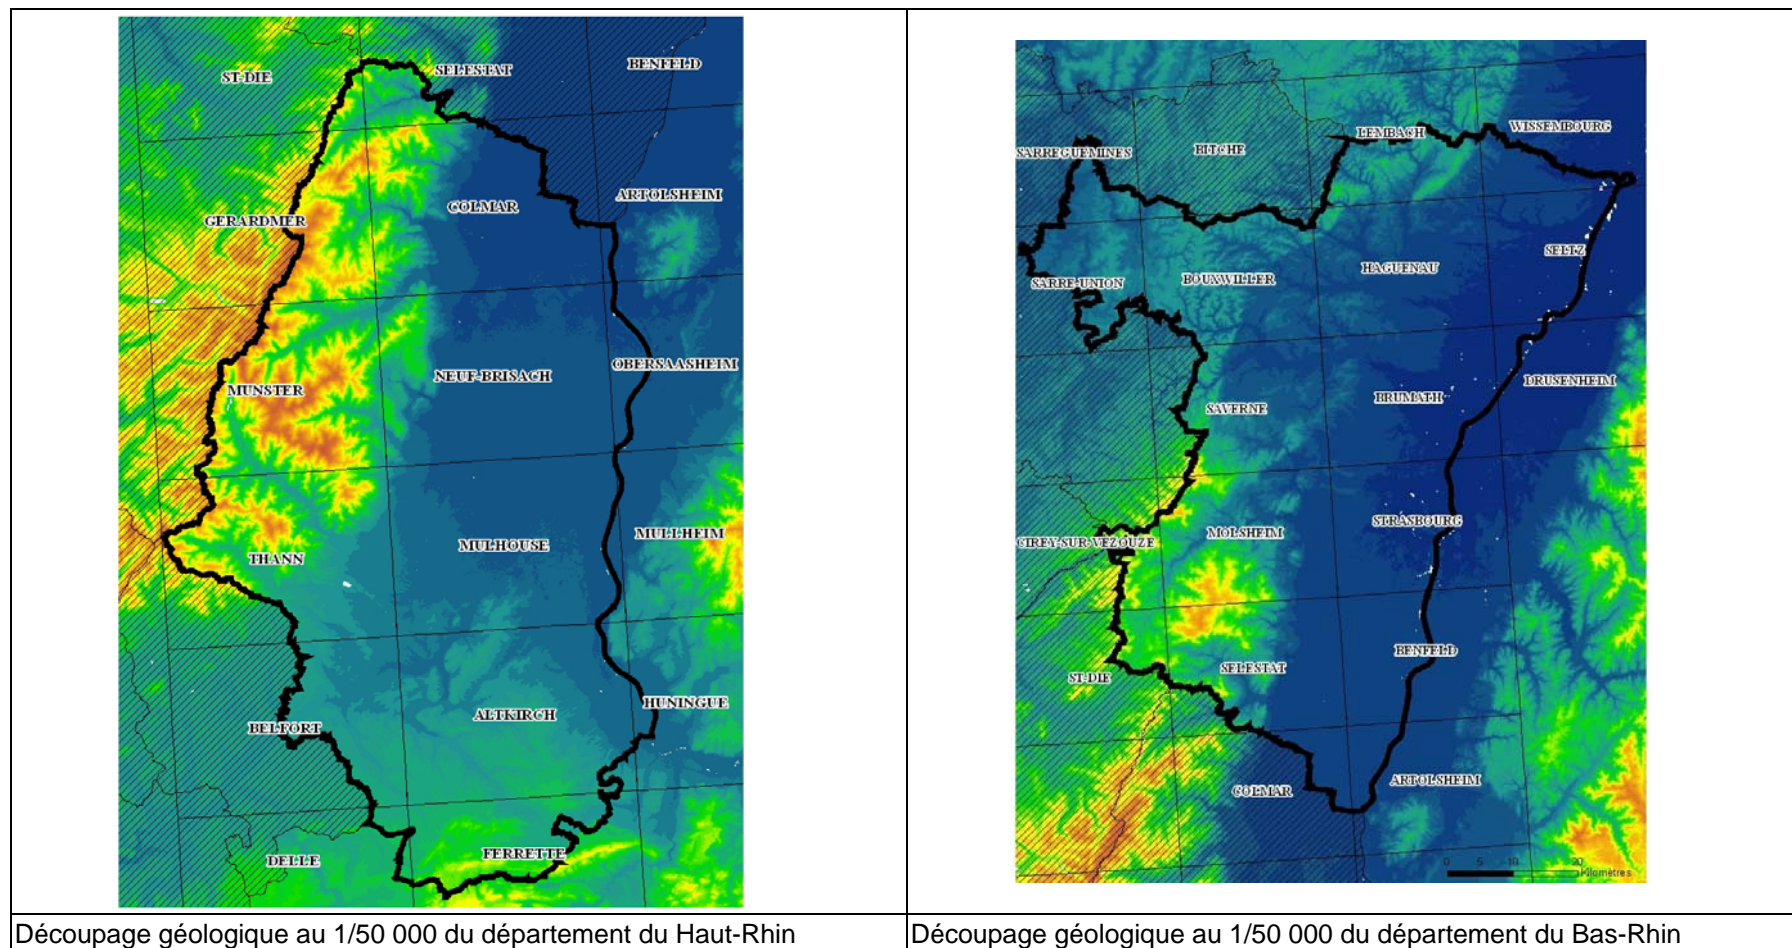 ST-DIE
SELESTAT
BENFELD
GERARDMER
COLMAR
ARTOLSHEIM
MUNSTER
NEUF-BRISACH
OBERSAASHEIM
THANN
MULHOUSE
MULLHEIM
BELFORT
ALTKIRCH
HUNINGUE
DELLE
FERRETTE
Découpage géologique au 1/50 000 du département du Haut-Rhin
SARREGUEMINES
BITCHE
LEMBACH
WISSEMBOURG
SARRE-UNION
BOUXWILLER
HAGUENAU
SELTZ
SAVERNE
BRUMATH
DRUSENHEIM
CIREY-SUR-VEZOUZE
MOLSHEIM
STRASBOURG
ST-DIE
SELESTAT
BENFELD
COLMAR
ARTOLSHEIM
0 5 10 20
Kilomètres
Découpage géologique au 1/50 000 du département du Bas-Rhin